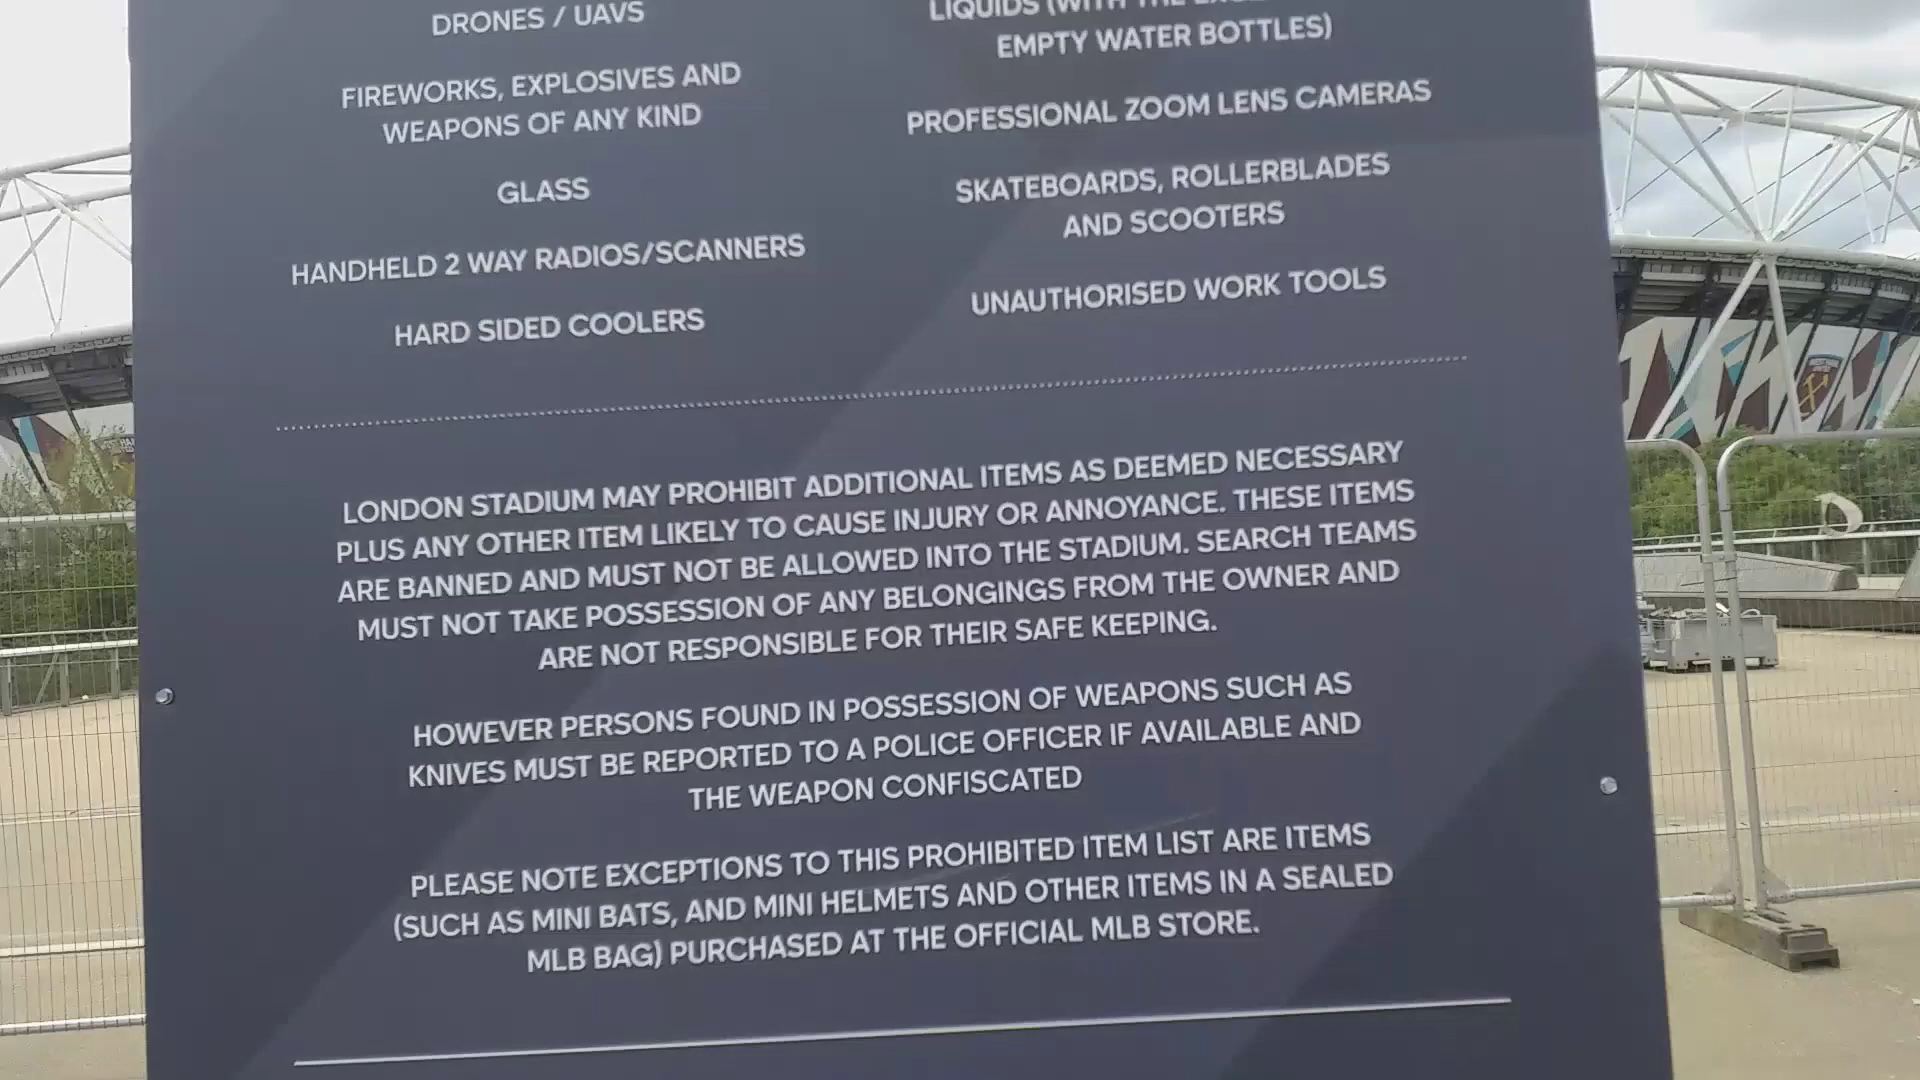 DRONES / UAVS
FIREWORKS, EXPLOSIVES AND
WEAPONS OF ANY KIND
GLASS
HANDHELD 2 WAY RADIOS/SCANNERS
HARD SIDED COOLERS
LIQUIDS (WITH THE
EMPTY WATER BOTTLES)
PROFESSIONAL ZOOM LENS CAMERAS
SKATEBOARDS, ROLLERBLADES
AND SCOOTERS
UNAUTHORISED WORK TOOLS
LONDON STADIUM MAY PROHIBIT ADDITIONAL ITEMS AS DEEMED NECESSARY
PLUS ANY OTHER ITEM LIKELY TO CAUSE INJURY OR ANNOYANCE. THESE ITEMS
ARE BANNED AND MUST NOT BE ALLOWED INTO THE STADIUM. SEARCH TEAMS
MUST NOT TAKE POSSESSION OF ANY BELONGINGS FROM THE OWNER AND
ARE NOT RESPONSIBLE FOR THEIR SAFE KEEPING.
HOWEVER PERSONS FOUND IN POSSESSION OF WEAPONS SUCH AS
KNIVES MUST BE REPORTED TO A POLICE OFFICER IF AVAILABLE AND
THE WEAPON CONFISCATED
PLEASE NOTE EXCEPTIONS TO THIS PROHIBITED ITEM LIST ARE ITEMS
(SUCH AS MINI BATS, AND MINI HELMETS AND OTHER ITEMS IN A SEALED
MLB BAG) PURCHASED AT THE OFFICIAL MLB STORE.